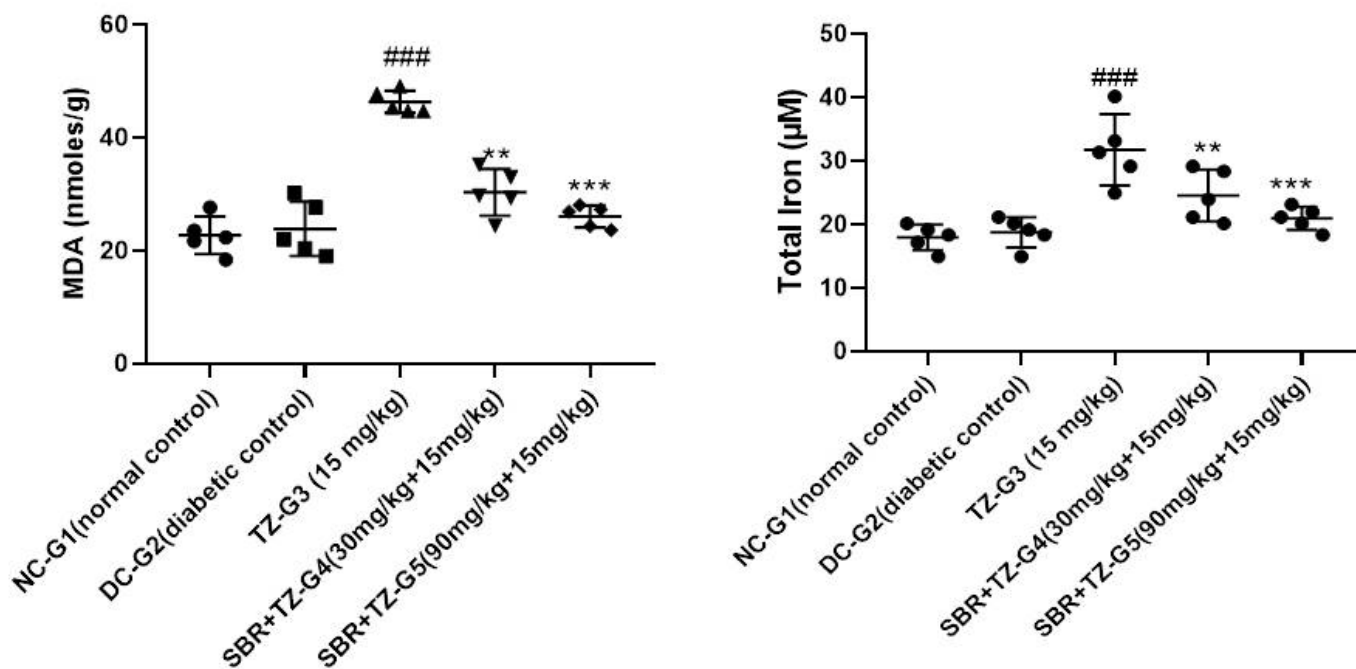 MDA (nmoles/g)
60
40
20
0
###
**
***
NC-G1(normal control)
DC-G2(diabetic control)
TZ-G3 (15 mg/kg)
SBR+TZ-G4(30mg/kg+15mg/kg)
SBR+TZ-G5(90mg/kg+15mg/kg)
Total Iron (µM)
50
40
30
20
10
0
###
**
***
NC-G1(normal control)
DC-G2(diabetic control)
TZ-G3 (15 mg/kg)
SBR+TZ-G4(30mg/kg+15mg/kg)
SBR+TZ-G5(90mg/kg+15mg/kg)